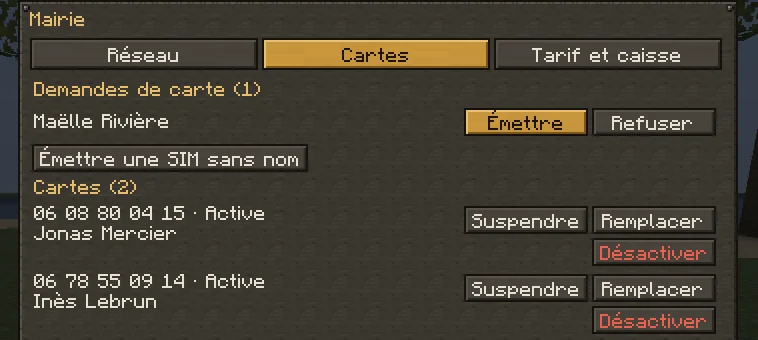 Mairie
Réseau Cartes Tarif et caisse
Demandes de carte (1)
Maëlle Rivière Émettre Refuser
Émettre une SIM sans nom
Cartes (2)
06 08 80 04 15 · Active Suspendre Remplacer
Jonas Mercier
Désactiver
06 78 55 09 14 · Active Suspendre Remplacer
Inès Lebrun
Désactiver